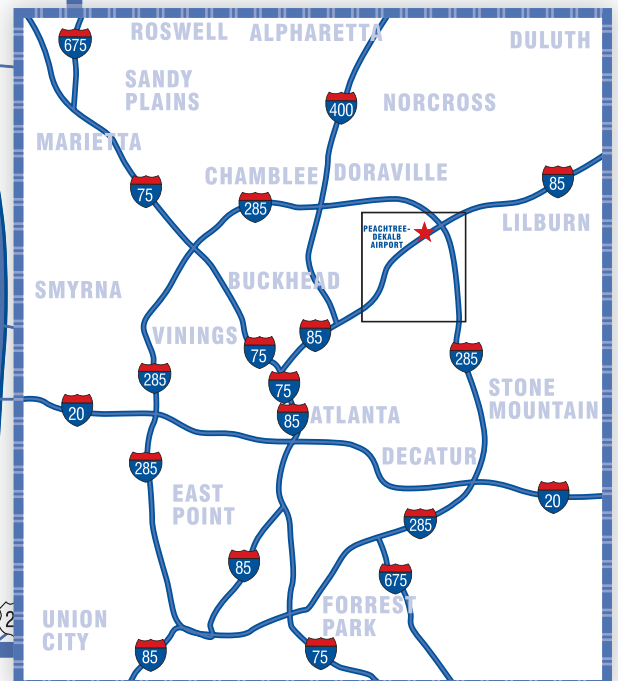 ROSWELL
ALPHARETTA
DULUTH
675
SANDY
PLAINS
400
NORCROSS
MARIETTA
CHAMBLEE
DORAVILLE
75
285
85
LILBURN
PEACHTREE-
DEKALB
AIRPORT
BUCKHEAD
SMYRNA
VININGS
85
75
285
285
75
STONE
MOUNTAIN
20
85
ATLANTA
DECATUR
285
20
EAST
POINT
285
85
675
FORREST
PARK
UNION
CITY
2
85
75